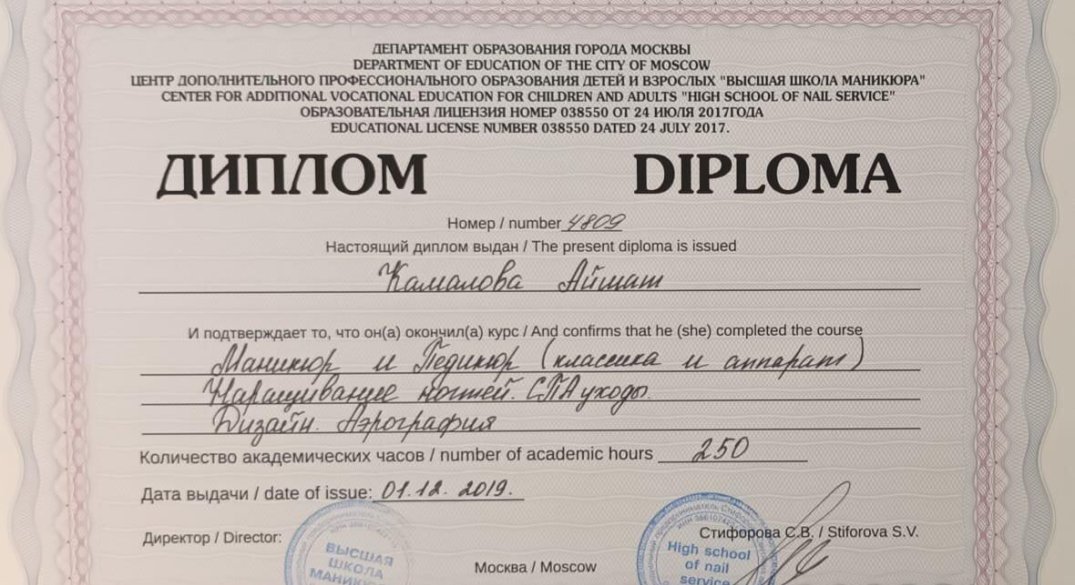 ДЕПАРТАМЕНТ ОБРАЗОВАНИЯ ГОРОДА МОСКВЫ
DEPARTMENT OF EDUCATION OF THE CITY OF MOSCOW
ЦЕНТР ДОПОЛНИТЕЛЬНОГО ПРОФЕССИОНАЛЬНОГО ОБРАЗОВАНИЯ ДЕТЕЙ И ВЗРОСЛЫХ "ВЫСШАЯ ШКОЛА МАНИКЮРА"
CENTER FOR ADDITIONAL VOCATIONAL EDUCATION FOR CHILDREN AND ADULTS "HIGH SCHOOL OF NAIL SERVICE"
ОБРАЗОВАТЕЛЬНАЯ ЛИЦЕНЗИЯ НОМЕР 038550 ОТ 24 ИЮЛЯ 2017ГОДА
EDUCATIONAL LICENSE NUMBER 038550 DATED 24 JULY 2017.
ДИПЛОМ DIPLOMA
Номер / number 4809
Настоящий диплом выдан / The present diploma is issued
Камалова Аймат
И подтверждает то, что он(а) окончил(а) курс / And confirms that he (she) completed the course
Маникюр и Педикюр (классика и аппарат)
Наращивание ногтей. СПА уходы.
Дизайн. Аэрография
Количество академических часов / number of academic hours 250
Дата выдачи / date of issue: 01.12.2019.
Директор / Director: Стифорова С.В. / Stiforova S.V.
ВЫСШАЯ
ШКОЛА
МАНИКЮ
Москва / Moscow
High school
of nail
service